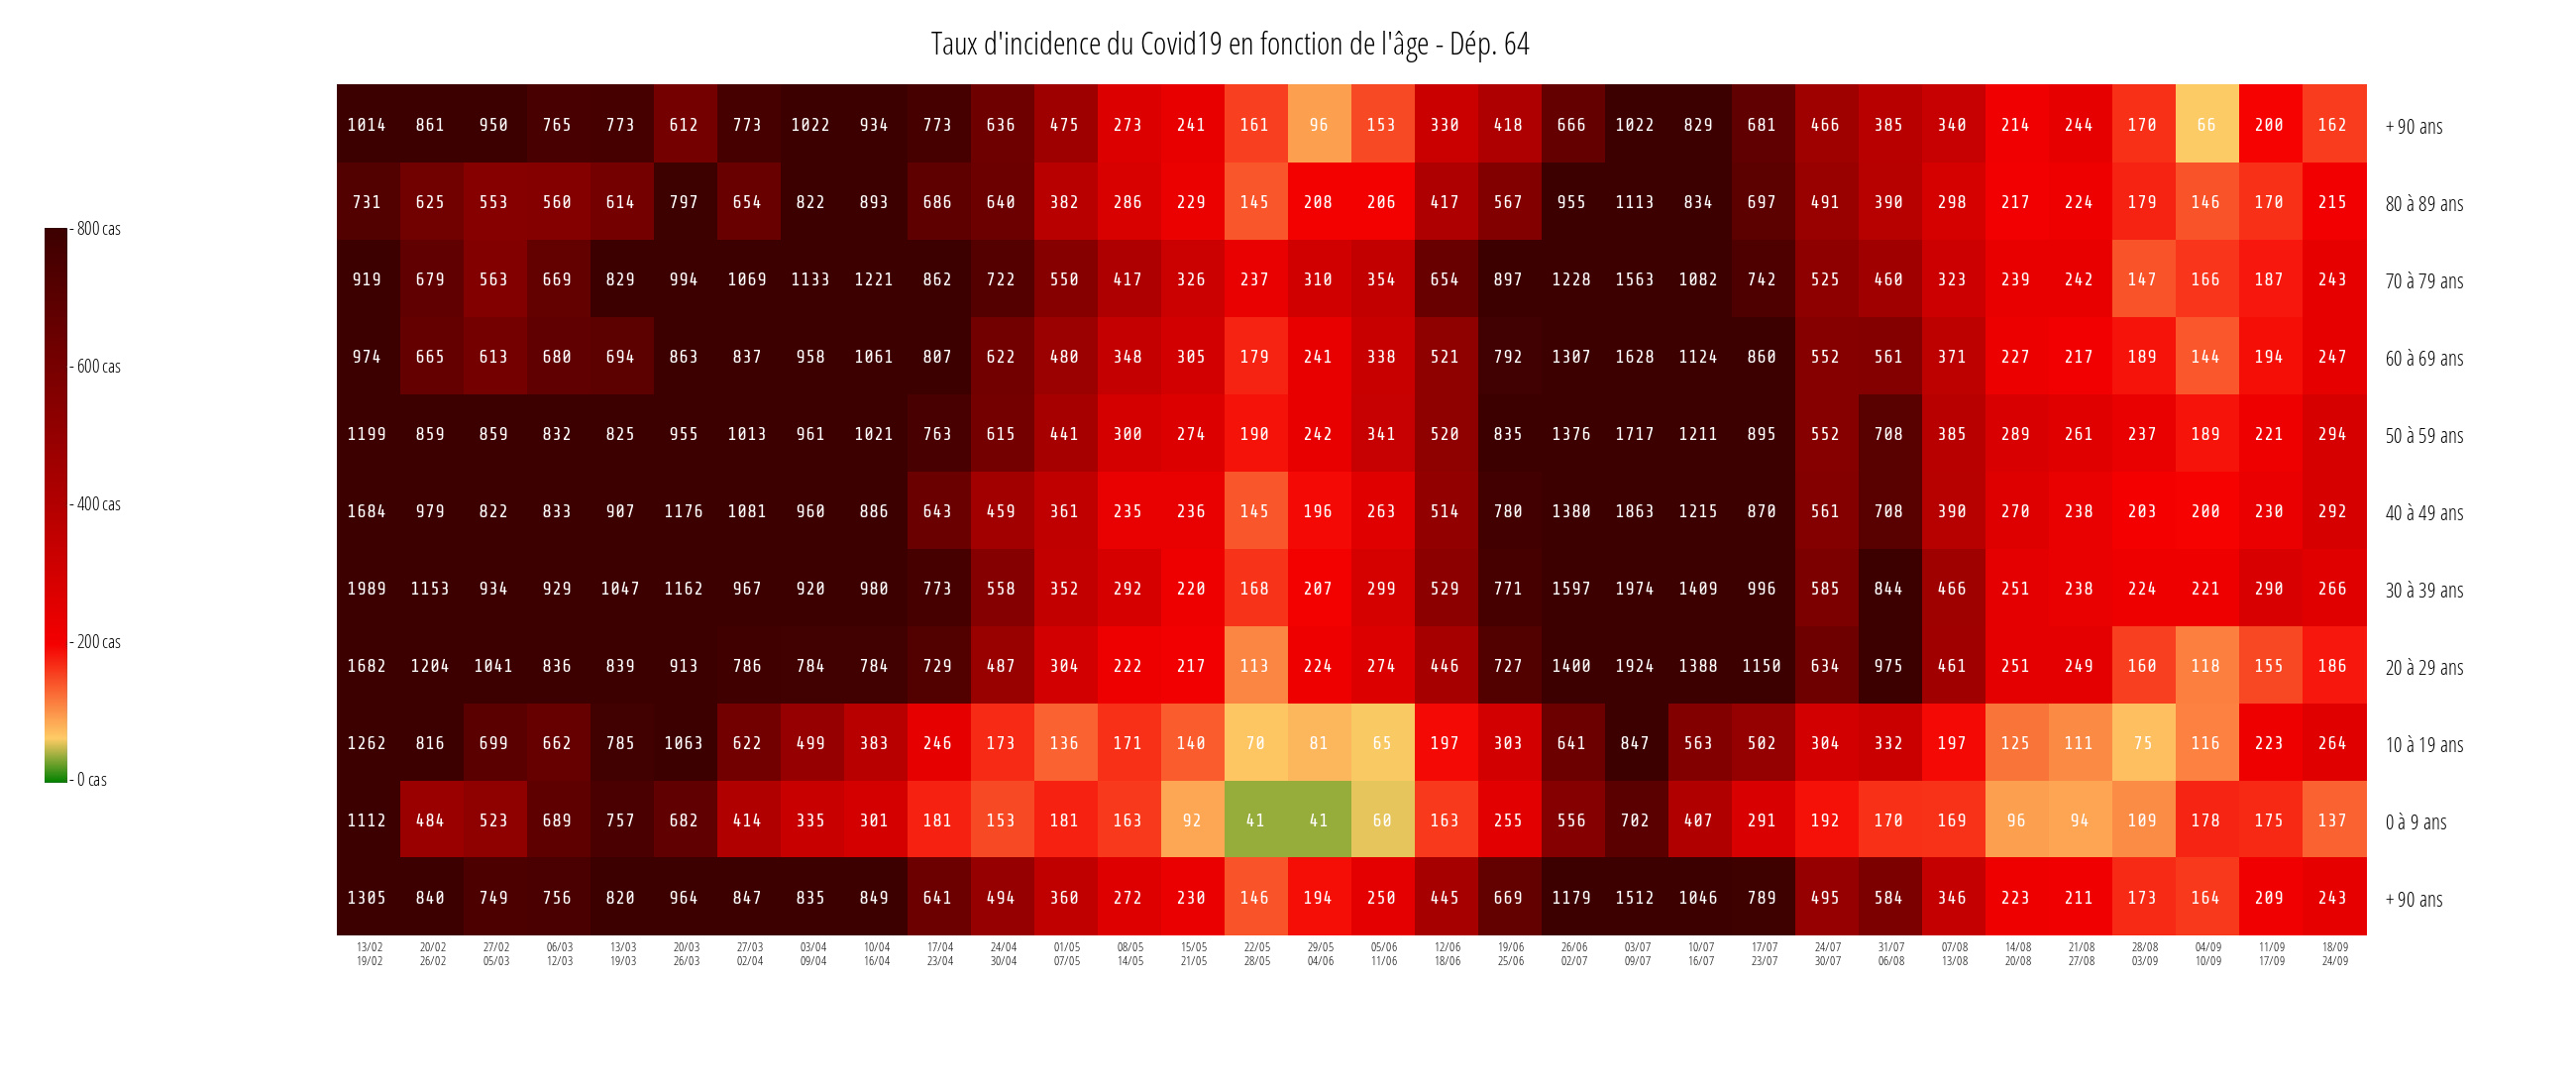 Taux d'incidence du Covid19 en fonction de l'âge - Dép. 64
- 800 cas
- 600 cas
- 400 cas
- 200 cas
- 0 cas
1014 861 950 765 773 612 773 1022 934 773 636 475 273 241 161 96 153 330 418 666 1022 829 681 466 385 340 214 244 170 66 200 162 + 90 ans
731 625 553 560 614 797 654 822 893 686 640 382 286 229 145 208 206 417 567 955 1113 834 697 491 390 298 217 224 179 146 170 215 80 à 89 ans
919 679 563 669 829 994 1069 1133 1221 862 722 550 417 326 237 310 354 654 897 1228 1563 1082 742 525 460 323 239 242 147 166 187 243 70 à 79 ans
974 665 613 680 694 863 837 958 1061 807 622 480 348 305 179 241 338 521 792 1307 1628 1124 860 552 561 371 227 217 189 144 194 247 60 à 69 ans
1199 859 859 832 825 955 1013 961 1021 763 615 441 300 274 190 242 341 520 835 1376 1717 1211 895 552 708 385 289 261 237 189 221 294 50 à 59 ans
1684 979 822 833 907 1176 1081 960 886 643 459 361 235 236 145 196 263 514 780 1380 1863 1215 870 561 708 390 270 238 203 200 230 292 40 à 49 ans
1989 1153 934 929 1047 1162 967 920 980 773 558 352 292 220 168 207 299 529 771 1597 1974 1409 996 585 844 466 251 238 224 221 290 266 30 à 39 ans
1682 1204 1041 836 839 913 786 784 784 729 487 304 222 217 113 224 274 446 727 1400 1924 1388 1150 634 975 461 251 249 160 118 155 186 20 à 29 ans
1262 816 699 662 785 1063 622 499 383 246 173 136 171 140 70 81 65 197 303 641 847 563 502 304 332 197 125 111 75 116 223 264 10 à 19 ans
1112 484 523 689 757 682 414 335 301 181 153 181 163 92 41 41 60 163 255 556 702 407 291 192 170 169 96 94 109 178 175 137 0 à 9 ans
1305 840 749 756 820 964 847 835 849 641 494 360 272 230 146 194 250 445 669 1179 1512 1046 789 495 584 346 223 211 173 164 209 243 + 90 ans
13/02 20/02 27/02 06/03 13/03 20/03 27/03 03/04 10/04 17/04 24/04 01/05 08/05 15/05 22/05 29/05 05/06 12/06 19/06 26/06 03/07 10/07 17/07 24/07 31/07 07/08 14/08 21/08 28/08 04/09 11/09 18/09
19/02 26/02 05/03 12/03 19/03 26/03 02/04 09/04 16/04 23/04 30/04 07/05 14/05 21/05 28/05 04/06 11/06 18/06 25/06 02/07 09/07 16/07 23/07 30/07 06/08 13/08 20/08 27/08 03/09 10/09 17/09 24/09